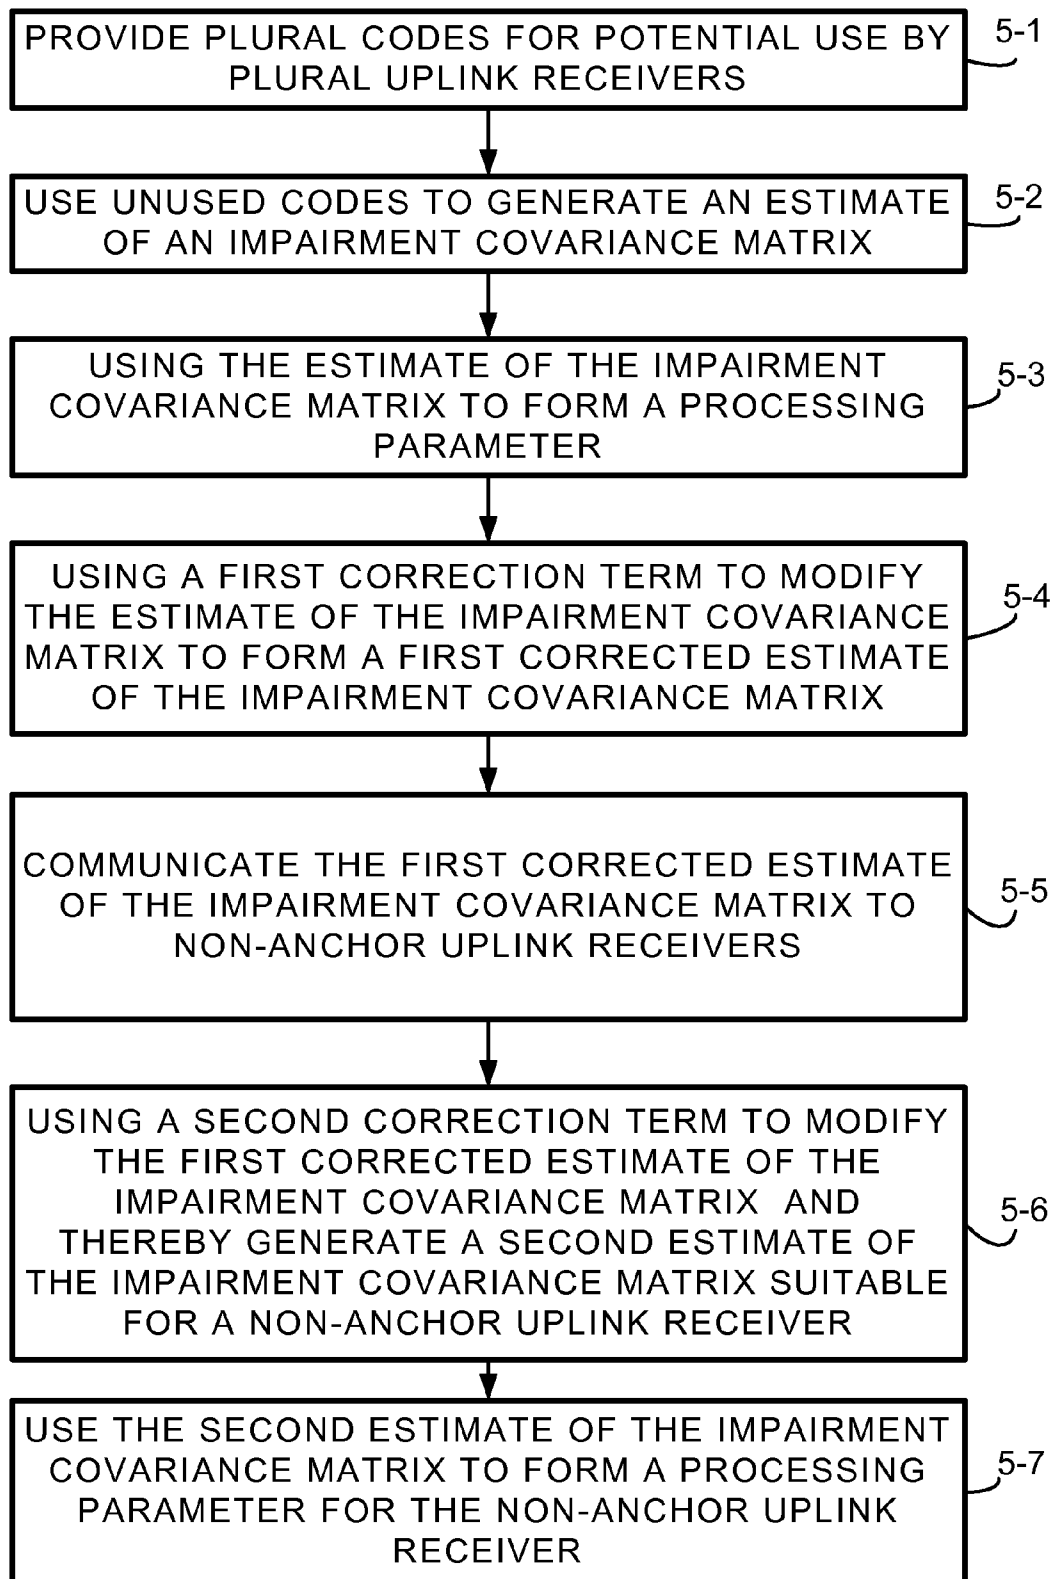 PROVIDE PLURAL CODES FOR POTENTIAL USE BY
PLURAL UPLINK RECEIVERS
5-1
USE UNUSED CODES TO GENERATE AN ESTIMATE
OF AN IMPAIRMENT COVARIANCE MATRIX
5-2
USING THE ESTIMATE OF THE IMPAIRMENT
COVARIANCE MATRIX TO FORM A PROCESSING
PARAMETER
5-3
USING A FIRST CORRECTION TERM TO MODIFY
THE ESTIMATE OF THE IMPAIRMENT COVARIANCE
MATRIX TO FORM A FIRST CORRECTED ESTIMATE
OF THE IMPAIRMENT COVARIANCE MATRIX
5-4
COMMUNICATE THE FIRST CORRECTED ESTIMATE
OF THE IMPAIRMENT COVARIANCE MATRIX TO
NON-ANCHOR UPLINK RECEIVERS
5-5
USING A SECOND CORRECTION TERM TO MODIFY
THE FIRST CORRECTED ESTIMATE OF THE
IMPAIRMENT COVARIANCE MATRIX AND
THEREBY GENERATE A SECOND ESTIMATE OF
THE IMPAIRMENT COVARIANCE MATRIX SUITABLE
FOR A NON-ANCHOR UPLINK RECEIVER
5-6
USE THE SECOND ESTIMATE OF THE IMPAIRMENT
COVARIANCE MATRIX TO FORM A PROCESSING
PARAMETER FOR THE NON-ANCHOR UPLINK
RECEIVER
5-7